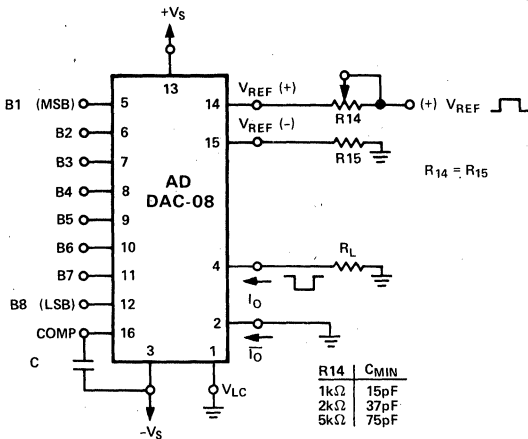 +VS
13
B1 (MSB) 5
14 VREF (+)
R14
(+) VREF
B2 6
15 VREF (-)
R15
R14 = R15
B3 7
AD
DAC-08
B4 8
B5 9
B6 10
B7 11
4
RL
IO
B8 (LSB) 12
COMP 16
2
IO
C
3
1
VLC
-VS
R14 CMIN
1kΩ 15pF
2kΩ 37pF
5kΩ 75pF